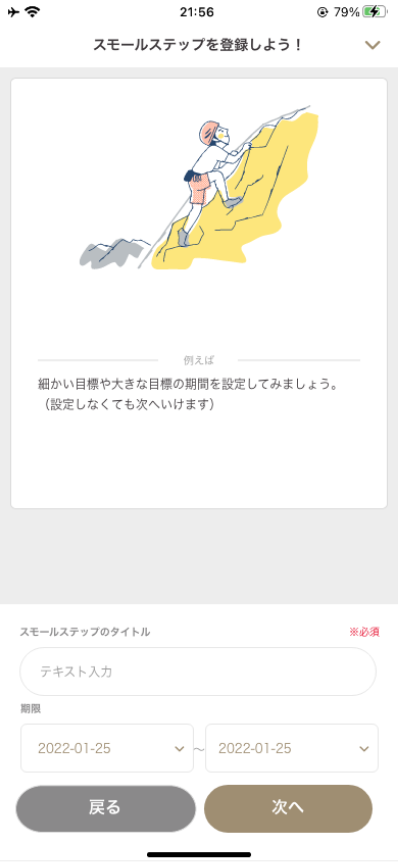 21:56
79%
スモールステップを登録しよう！
例えば
細かい目標や大きな目標の期間を設定してみましょう。
（設定しなくても次へいけます）
スモールステップのタイトル
※必須
テキスト入力
期限
2022-01-25
～
2022-01-25
戻る
次へ